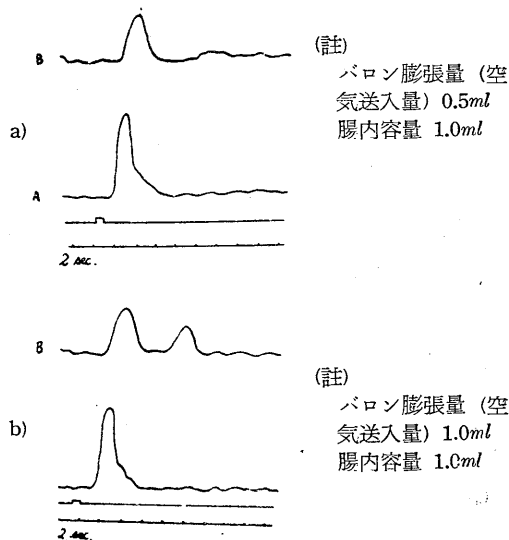 B
(註)
バロン膨張量 (空
気送入量) 0.5ml
腸内容量 1.0ml
a)
A
2 sec.
B
(註)
バロン膨張量 (空
気送入量) 1.0ml
腸内容量 1.0ml
b)
2 sec.